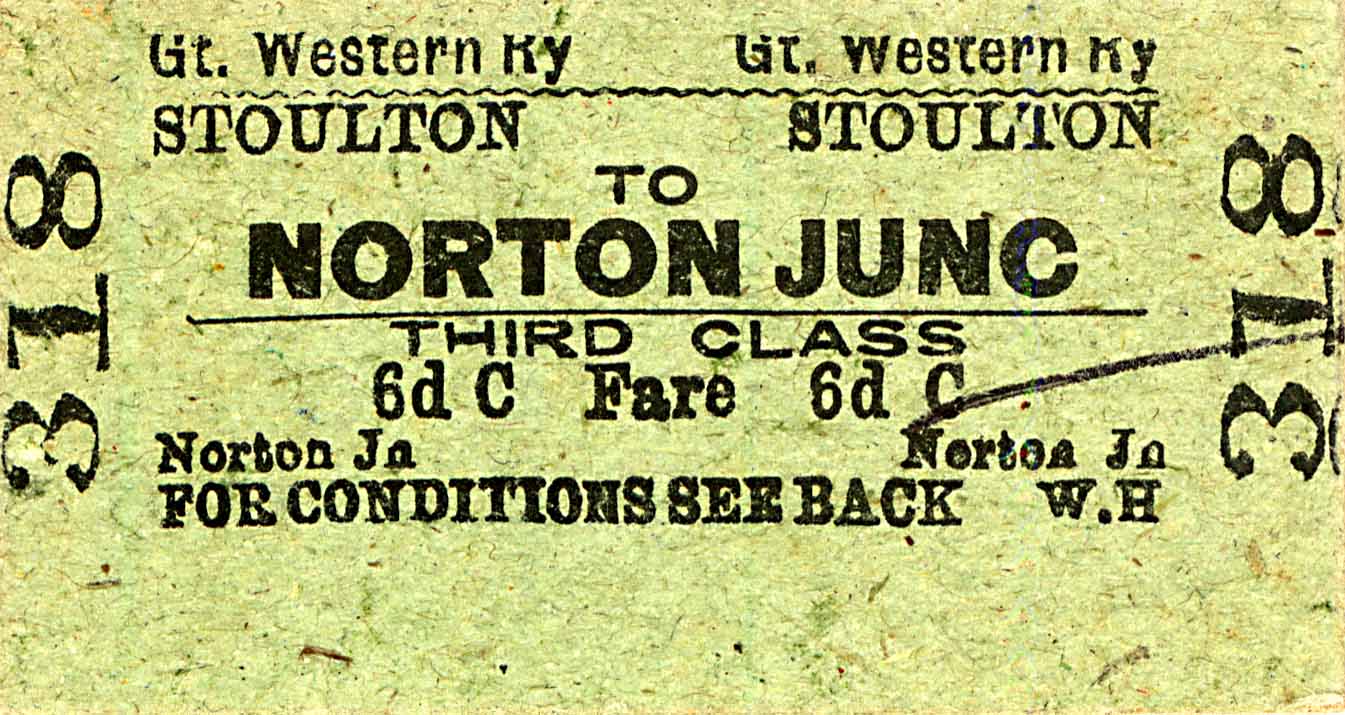 Gt. Western Ry Gt. Western Ry
STOULTON STOULTON
TO
NORTON JUNC
THIRD CLASS
6d C Fare 6d C
Norton Jn Norton Jn
FOR CONDITIONS SEE BACK W.H
318
318